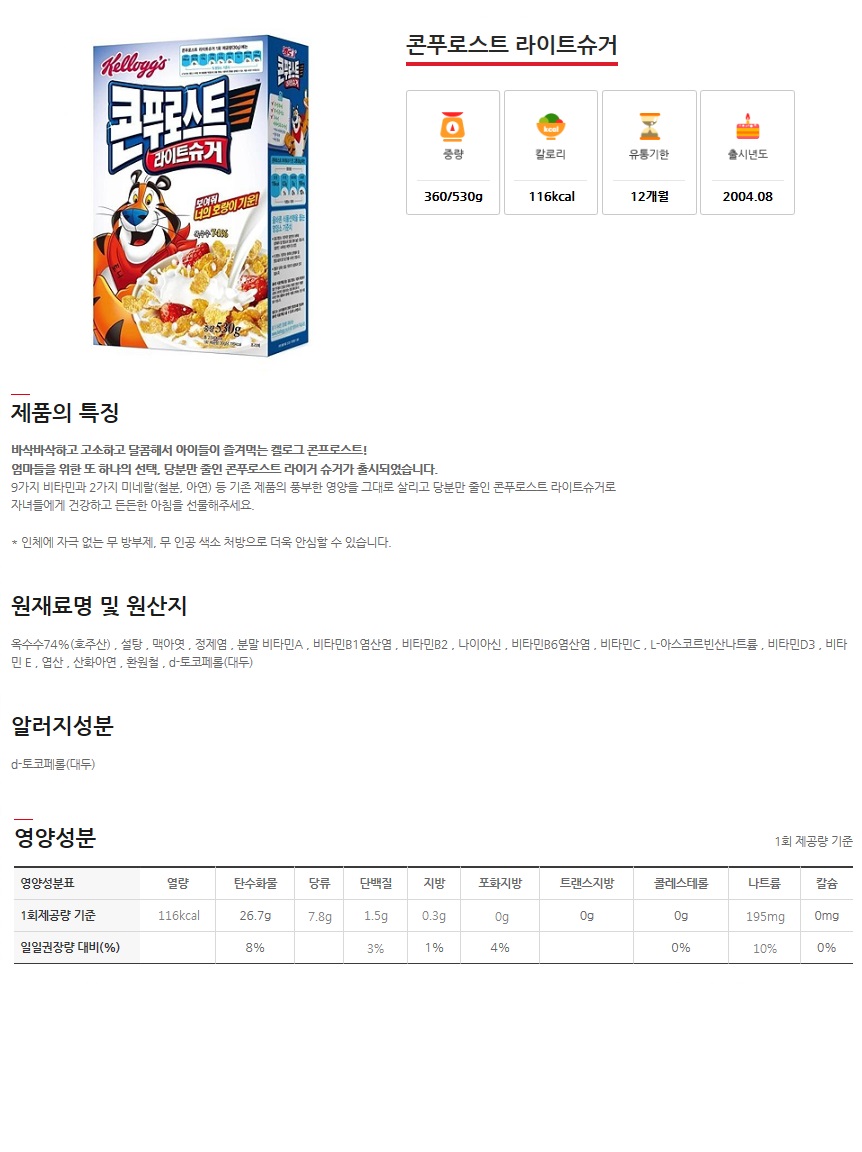 Kellogg's
콘푸로스트
라이트슈거
보여줘
너의 호랑이 기운!
옥수수 74%
중량 530g
콘푸로스트 라이트슈거
중량
칼로리
유통기한
출시년도
360/530g
116kcal
12개월
2004.08
제품의 특징
바삭바삭하고 고소하고 달콤해서 아이들이 즐겨먹는 켈로그 콘프로스트!
엄마들을 위한 또 하나의 선택, 당분만 줄인 콘푸로스트 라이거 슈거가 출시되었습니다.
9가지 비타민과 2가지 미네랄(철분, 아연) 등 기존 제품의 풍부한 영양을 그대로 살리고 당분만 줄인 콘푸로스트 라이트슈거로
자녀들에게 건강하고 든든한 아침을 선물해주세요.
* 인체에 자극 없는 무 방부제, 무 인공 색소 처방으로 더욱 안심할 수 있습니다.
원재료명 및 원산지
옥수수74%(호주산) , 설탕 , 맥아엿 , 정제염 , 분말 비타민A , 비타민B1염산염 , 비타민B2 , 나이아신 , 비타민B6염산염 , 비타민C , L-아스코르빈산나트륨 , 비타민D3 , 비타
민 E , 엽산 , 산화아연 , 환원철 , d-토코페롤(대두)
알러지성분
d-토코페롤(대두)
영양성분
1회 제공량 기준
영양성분표 열량 탄수화물 당류 단백질 지방 포화지방 트랜스지방 콜레스테롤 나트륨 칼슘
1회제공량 기준 116kcal 26.7g 7.8g 1.5g 0.3g 0g 0g 0g 195mg 0mg
일일권장량 대비(%) 8% 3% 1% 4% 0% 10% 0%